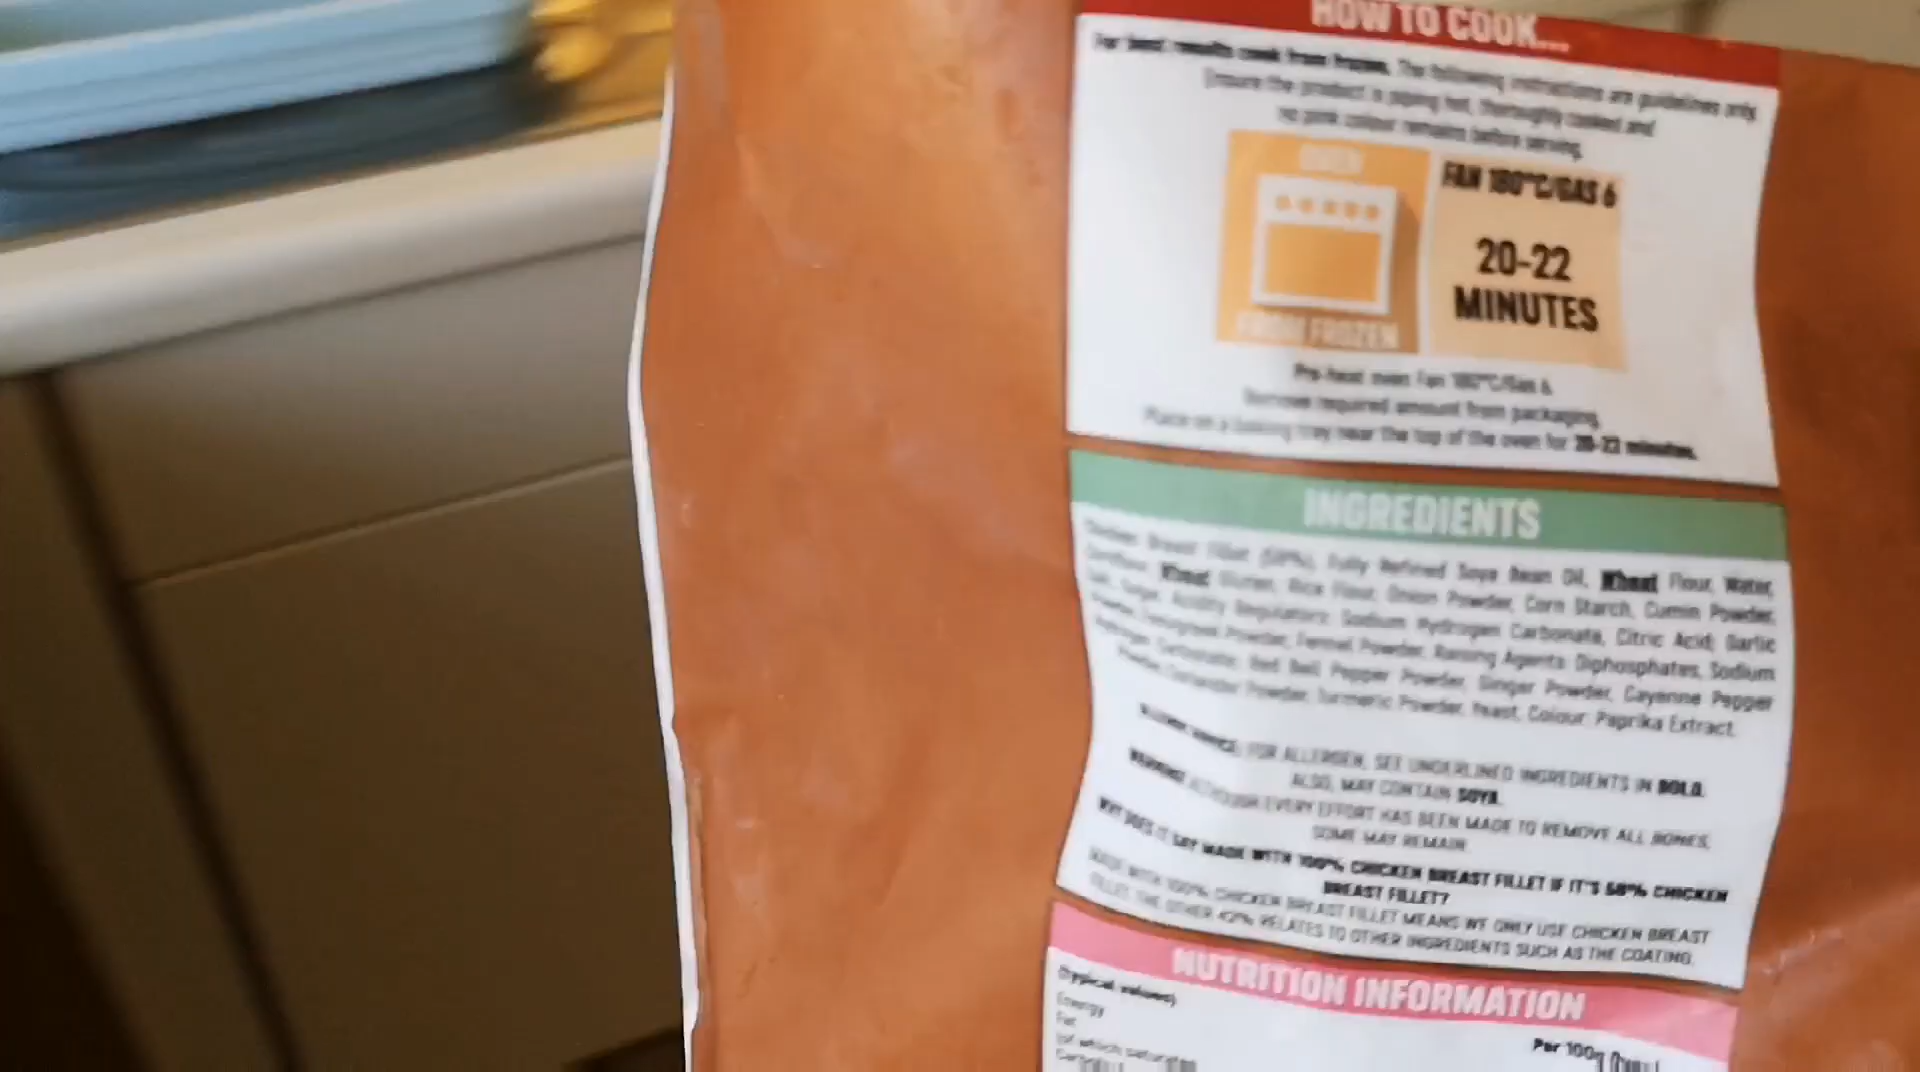 HOW TO COOK...
For best results cook from frozen. The following instructions are guidelines only.
Ensure the product is piping hot, thoroughly cooked and
no pink colour remains before serving.
OVEN
FROM FROZEN
FAN 180°C/GAS 6
20-22
MINUTES
Pre-heat oven Fan 180°C/Gas 6.
Remove required amount from packaging.
Place on a baking tray near the top of the oven for 20-22 minutes.
INGREDIENTS
Chicken Breast Fillet (58%), Fully Refined Soya Bean Oil, Wheat Flour, Water,
Cornflour, Wheat Gluten, Rice Flour, Onion Powder, Corn Starch, Cumin Powder,
Salt, Sugar, Acidity Regulators: Sodium Hydrogen Carbonate, Citric Acid; Garlic
Powder, Fenugreek Powder, Fennel Powder, Raising Agents: Diphosphates, Sodium
Hydrogen Carbonate; Red Bell Pepper Powder, Ginger Powder, Cayenne Pepper
Powder, Coriander Powder, Turmeric Powder, Yeast, Colour: Paprika Extract.
ALLERGY ADVICE: FOR ALLERGEN, SEE UNDERLINED INGREDIENTS IN BOLD.
ALSO, MAY CONTAIN SOYA.
WARNING! ALTHOUGH EVERY EFFORT HAS BEEN MADE TO REMOVE ALL BONES,
SOME MAY REMAIN
WHY DOES IT SAY MADE WITH 100% CHICKEN BREAST FILLET IF IT'S 58% CHICKEN
BREAST FILLET?
MADE WITH 100% CHICKEN BREAST FILLET MEANS WE ONLY USE CHICKEN BREAST
FILLET. THE OTHER 42% RELATES TO OTHER INGREDIENTS SUCH AS THE COATING.
NUTRITION INFORMATION
(typical values)
Per 100g
Energy
Fat
(of which saturates